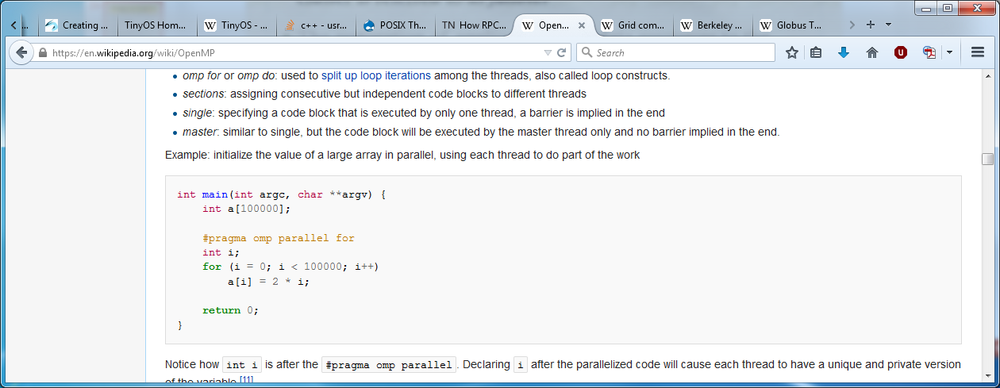 ... Creating ... TinyOS Hom... TinyOS - ... c++ - usr... POSIX Th... TN How RPC... Open... Grid com... Berkeley ... Globus T...
https://en.wikipedia.org/wiki/OpenMP Search
omp for or omp do: used to split up loop iterations among the threads, also called loop constructs.
sections: assigning consecutive but independent code blocks to different threads
single: specifying a code block that is executed by only one thread, a barrier is implied in the end
master: similar to single, but the code block will be executed by the master thread only and no barrier implied in the end.
Example: initialize the value of a large array in parallel, using each thread to do part of the work
int main(int argc, char **argv) {
    int a[100000];
    #pragma omp parallel for
    int i;
    for (i = 0; i < 100000; i++)
        a[i] = 2 * i;
    return 0;
}
Notice how int i is after the #pragma omp parallel. Declaring i after the parallelized code will cause each thread to have a unique and private version
of the variable.[11]